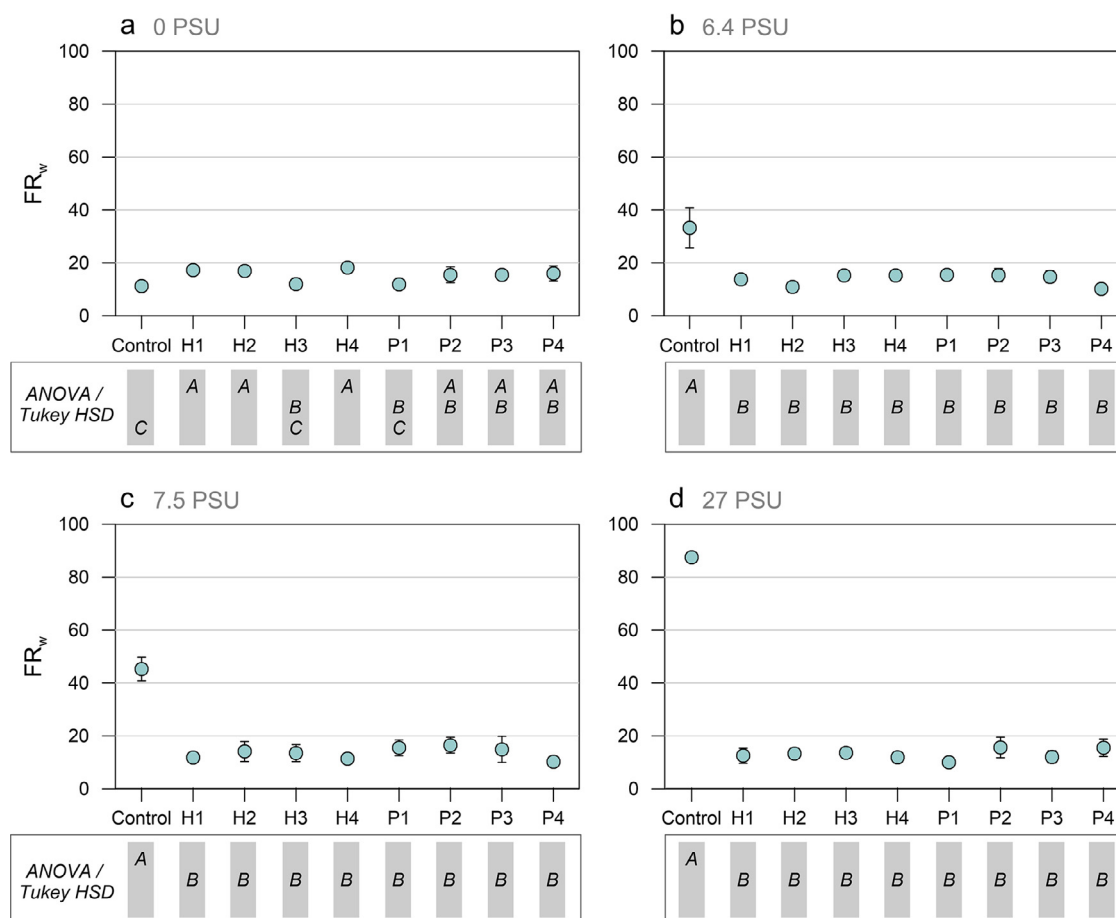 a 0 PSU
100
80
60
40
20
0
FRw
Control H1 H2 H3 H4 P1 P2 P3 P4
ANOVA /
Tukey HSD
A A A A A A
B B B B B
C C C
b 6.4 PSU
100
80
60
40
20
0
Control H1 H2 H3 H4 P1 P2 P3 P4
A
B B B B B B B B
c 7.5 PSU
100
80
60
40
20
0
FRw
Control H1 H2 H3 H4 P1 P2 P3 P4
ANOVA /
Tukey HSD
A
B B B B B B B B
d 27 PSU
100
80
60
40
20
0
Control H1 H2 H3 H4 P1 P2 P3 P4
A
B B B B B B B B